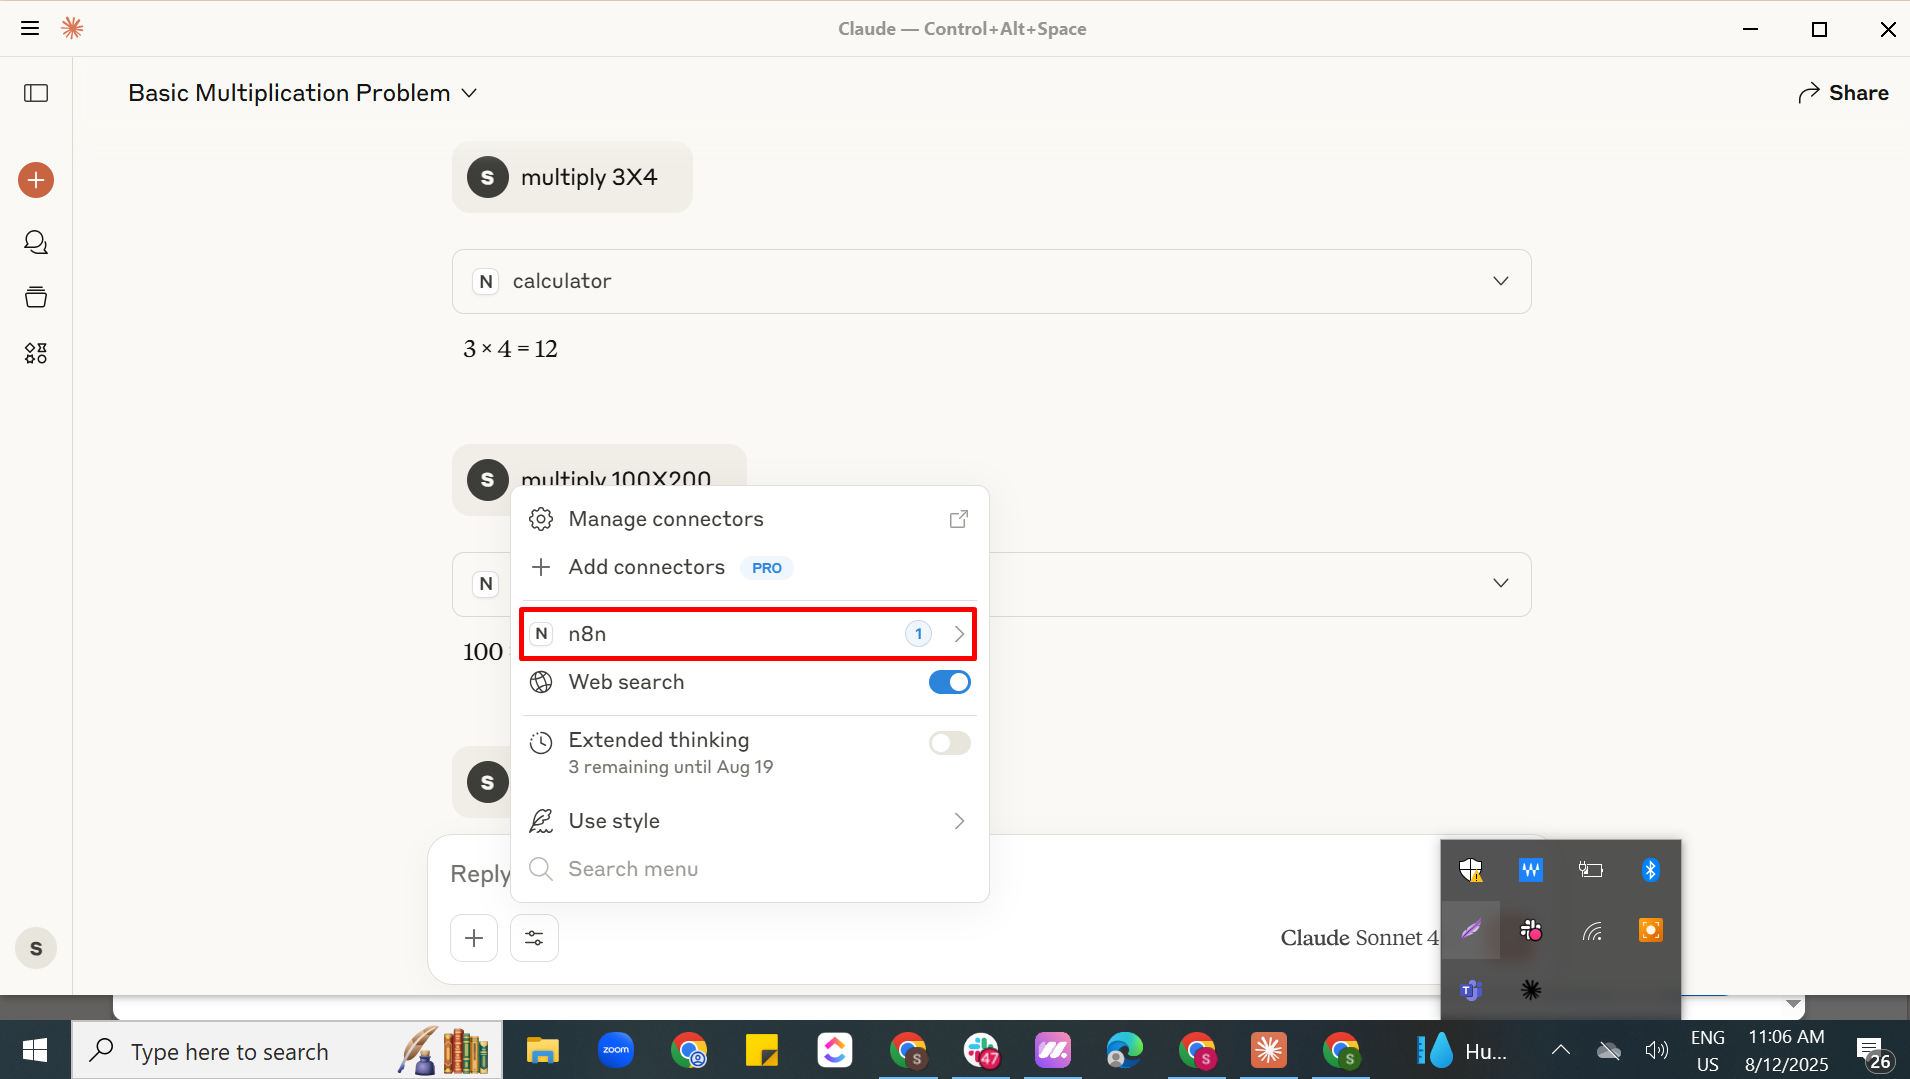 Claude — Control+Alt+Space
Basic Multiplication Problem
Share
S multiply 3X4
N calculator
3 × 4 = 12
S multiply 100X200
Manage connectors
Add connectors PRO
N
N n8n 1
100
Web search
Extended thinking
3 remaining until Aug 19
S
Use style
Search menu
Reply
Claude Sonnet 4
S
Type here to search
zoom
S
47
S
S
Hu...
ENG
US
11:06 AM
8/12/2025
26